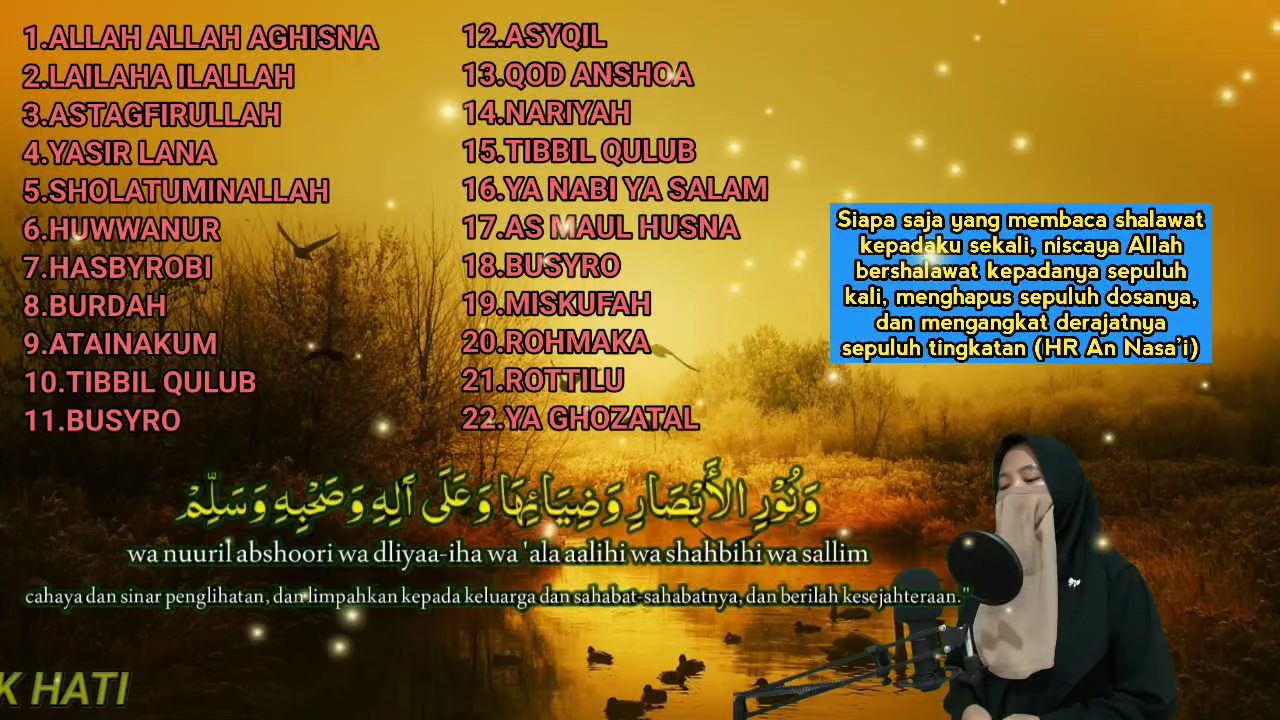 1.ALLAH ALLAH AGHISNA
2.LAILAHA ILALLAH
3.ASTAGFIRULLAH
4.YASIR LANA
5.SHOLATUMINALLAH
6.HUWWANUR
7.HASBYROBI
8.BURDAH
9.ATAINAKUM
10.TIBBIL QULUB
11.BUSYRO
12.ASYQIL
13.QOD ANSHOA
14.NARIYAH
15.TIBBIL QULUB
16.YA NABI YA SALAM
17.AS MAUL HUSNA
18.BUSYRO
19.MISKUFAH
20.ROHMAKA
21.ROTTILU
22.YA GHOZATAL
Siapa saja yang membaca shalawat
kepadaku sekali, niscaya Allah
bershalawat kepadanya sepuluh
kali, menghapus sepuluh dosanya,
dan mengangkat derajatnya
sepuluh tingkatan (HR An Nasa'i)
وَنُوْرِ الأَبْصَارِ وَضِيَاءِهَا وَعَلَى آلِهِ وَصَحْبِهِ وَسَلِّمْ
wa nuuril abshoori wa dliyaa-iha wa 'ala aalihi wa shahbihi wa sallim
cahaya dan sinar penglihatan, dan limpahkan kepada keluarga dan sahabat-sahabatnya, dan berilah kesejahteraan."
K HATI